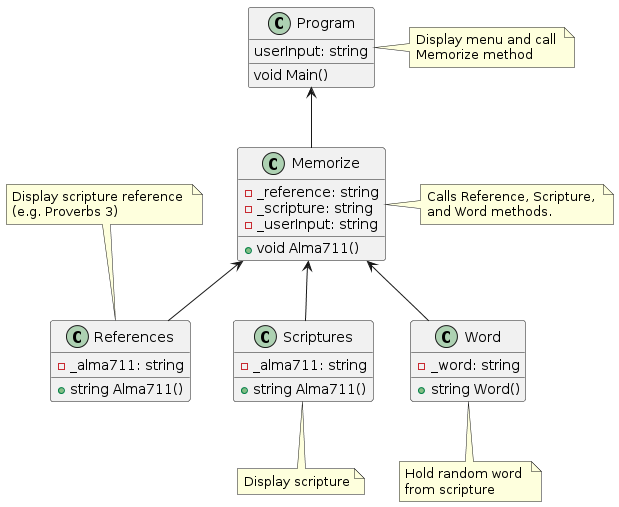 C Program
userInput: string
void Main()
Display menu and call
Memorize method
C Memorize
_reference: string
_scripture: string
_userInput: string
void Alma711()
Calls Reference, Scripture,
and Word methods.
Display scripture reference
(e.g. Proverbs 3)
C References
_alma711: string
string Alma711()
C Scriptures
_alma711: string
string Alma711()
C Word
_word: string
string Word()
Display scripture
Hold random word
from scripture